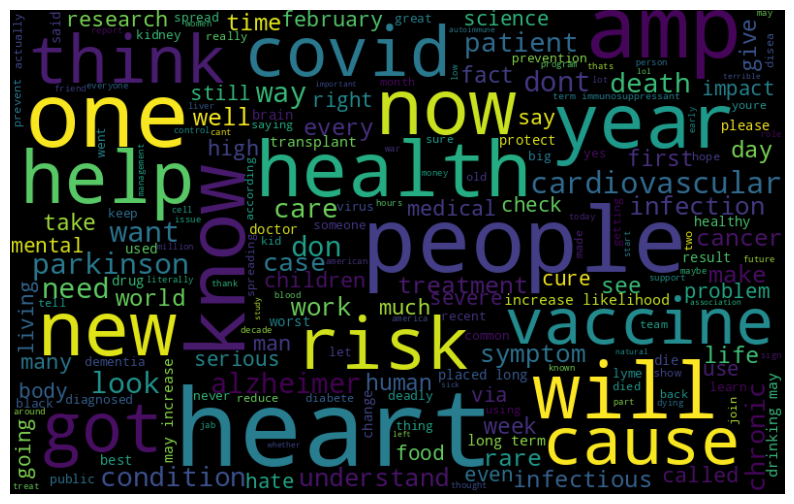 research
spread
time
february
great
autoimmune
science
amp
may
said
women
actually
report
kidney
really
think
covid
patient
give
disea
prevention
person
low
program
thats
lol
everyone
friend
important
prevent
one
still
way
right
fact
dont
death
impact
liver
month
lot
terrible
now
year
well
brain
every
say
term immunosuppressant
youre
control
cant
saying
went
transplant
war
sure
protect
early
please
high
help
health
yes
hope
role
first
day
management
know
according
money
big
old
cardiovascular
take
keep
cell
issue
virus
hours
care
medical
check
infection
healthy
mental
want
used
million
doctor
someone
today
made
getting
start
two
cancer
parkinson
don
kid
american
people
result
future
drug
literally
case
spreading
thank
children
treatment
cure
see
maybe
make
need
world
tell
study
blood
work
much
severe
increase likelihood
support
problem
association
living
new
decade
worst
america
recent
risk
common
vaccine
team
many
dementia
serious
man
let
symptom
natural
die
life
sign
look
alzheimer
human
placed long
known
lyme
use
body
diagnosed
never
reduce
diabete
deadly
via
sick
will
died
show
black
may increase
change
thing
using
part
back
learn
dying
join
chronic
drinking may
around
going
got
jab
heart
left
week
long term
cause
best
food
rare
public
condition
hate
whether
understand
even
infectious
called
treat
thought